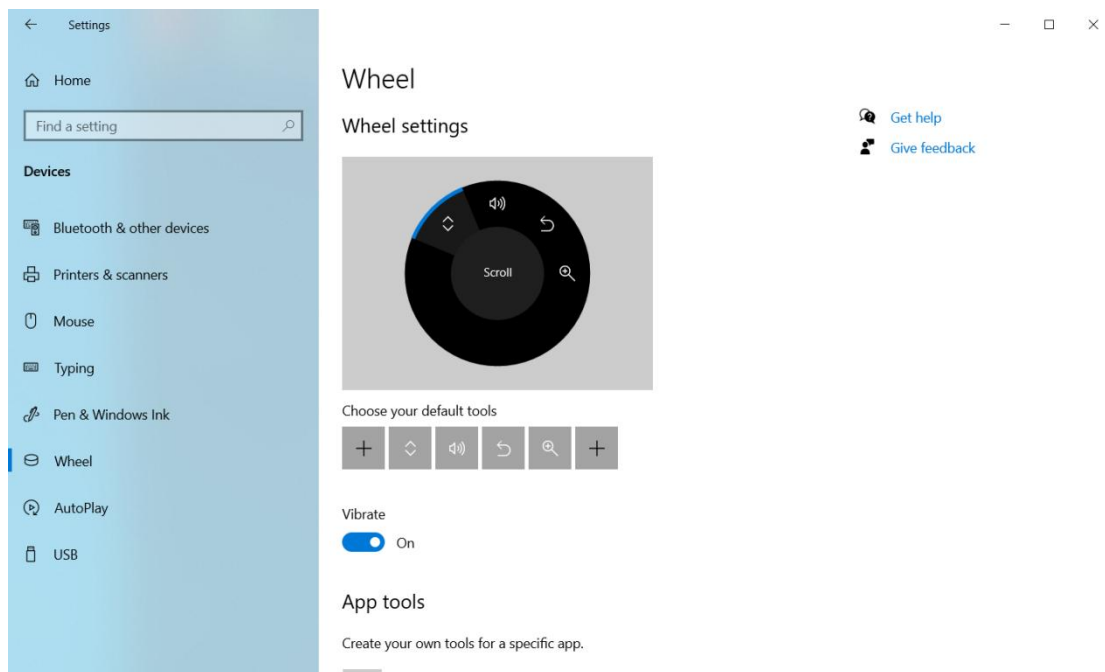 Settings
Home
Find a setting
Devices
Bluetooth & other devices
Printers & scanners
Mouse
Typing
Pen & Windows Ink
Wheel
AutoPlay
USB
Wheel
Wheel settings
Scroll
Choose your default tools
Vibrate
On
App tools
Create your own tools for a specific app.
Get help
Give feedback